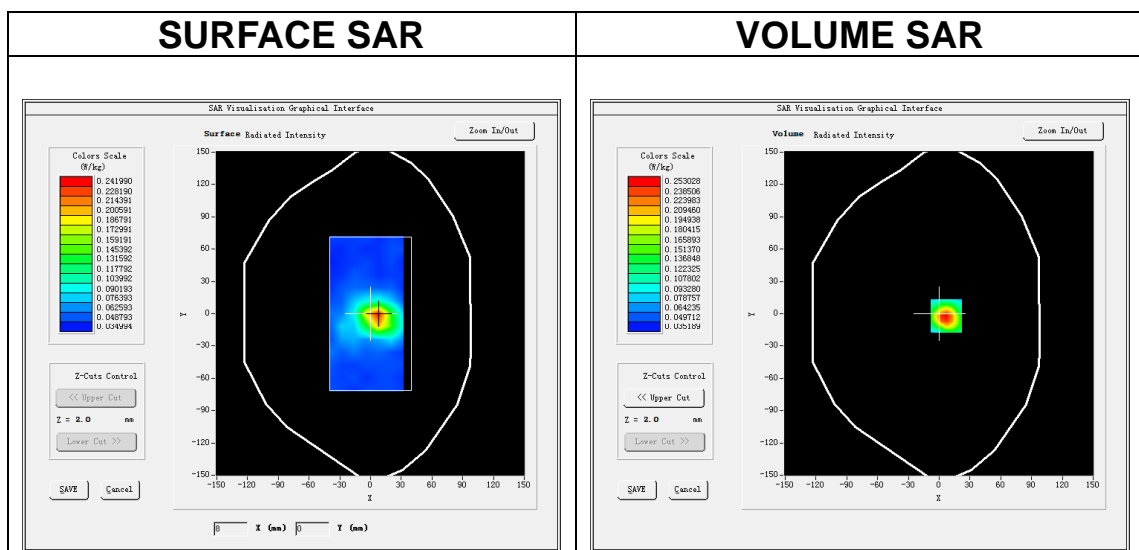 SURFACE SAR
VOLUME SAR
SAR Visualisation Graphical Interface
Surface Radiated Intensity
Zoom In/Out
Colors Scale
(W/kg)
0.241990
0.228190
0.214391
0.200591
0.186791
0.172991
0.159191
0.145392
0.131592
0.117792
0.103992
0.090193
0.076393
0.062593
0.048793
0.034994
Z-Cuts Control
<< Upper Cut
Z = 2.0 mm
Lower Cut >>
SAVE Cancel
150
120
90
60
30
0
-30
-60
-90
-120
-150
Y
-150 -120 -90 -60 -30 0 30 60 90 120 150
X
8 X (mm) 0 Y (mm)
SAR Visualisation Graphical Interface
Volume Radiated Intensity
Zoom In/Out
Colors Scale
(W/kg)
0.253028
0.238506
0.223983
0.209460
0.194938
0.180415
0.165893
0.151370
0.136848
0.122325
0.107802
0.093280
0.078757
0.064235
0.049712
0.035189
Z-Cuts Control
<< Upper Cut
Z = 2.0 mm
Lower Cut >>
SAVE Cancel
150
120
90
60
30
0
-30
-60
-90
-120
-150
Y
-150 -120 -90 -60 -30 0 30 60 90 120 150
X